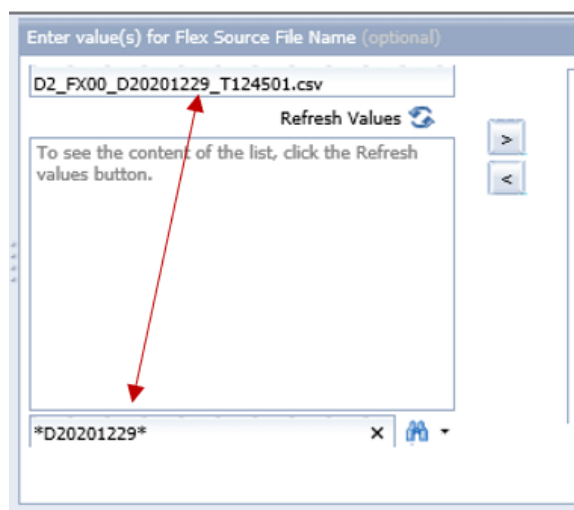 Enter value(s) for Flex Source File Name (optional)
D2_FX00_D20201229_T124501.csv
Refresh Values
To see the content of the list, click the Refresh
values button.
>
<
*D20201229*